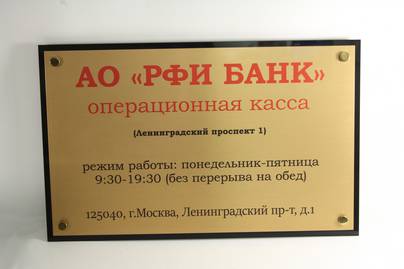 АО «РФИ БАНК»
операционная касса
(Ленинградский проспект 1)
режим работы: понедельник-пятница
9:30-19:30 (без перерыва на обед)
125040, г.Москва, Ленинградский пр-т, д.1